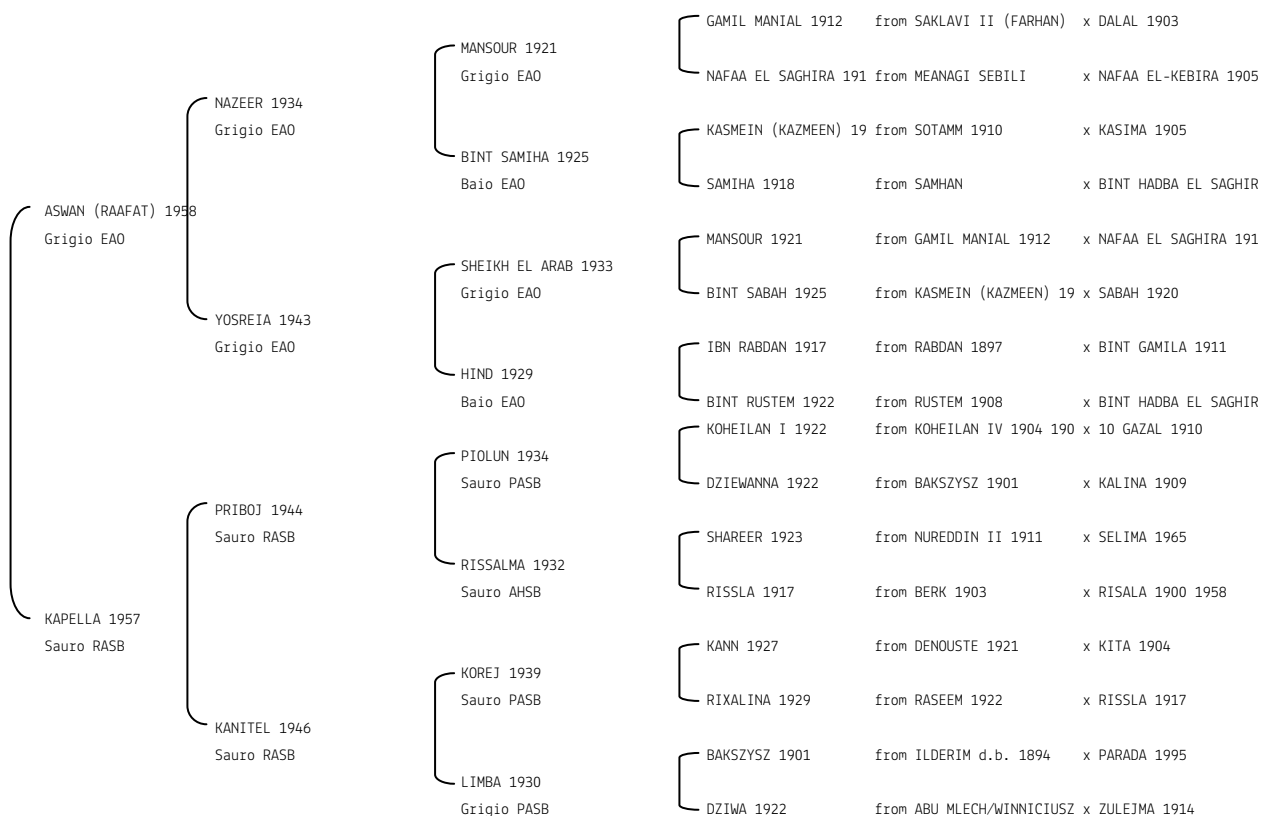 GAMIL MANIAL 1912 from SAKLAVI II (FARHAN) x DALAL 1903
MANSOUR 1921
Grigio EAO NAFAA EL SAGHIRA 191 from MEANAGI SEBILI x NAFAA EL-KEBIRA 1905
NAZEER 1934
Grigio EAO KASMEIN (KAZMEEN) 19 from SOTAMM 1910 x KASIMA 1905
BINT SAMIHA 1925
Baio EAO SAMIHA 1918 from SAMHAN x BINT HADBA EL SAGHIR
ASWAN (RAAFAT) 1958
Grigio EAO MANSOUR 1921 from GAMIL MANIAL 1912 x NAFAA EL SAGHIRA 191
SHEIKH EL ARAB 1933
Grigio EAO BINT SABAH 1925 from KASMEIN (KAZMEEN) 19 x SABAH 1920
YOSREIA 1943
Grigio EAO IBN RABDAN 1917 from RABDAN 1897 x BINT GAMILA 1911
HIND 1929
Baio EAO BINT RUSTEM 1922 from RUSTEM 1908 x BINT HADBA EL SAGHIR
KOHEILAN I 1922 from KOHEILAN IV 1904 190 x 10 GAZAL 1910
PIOLUN 1934
Sauro PASB DZIEWANNA 1922 from BAKSZYSZ 1901 x KALINA 1909
PRIBOJ 1944
Sauro RASB SHAREER 1923 from NUREDDIN II 1911 x SELIMA 1965
RISSALMA 1932
Sauro AHSB RISSLA 1917 from BERK 1903 x RISALA 1900 1958
KAPELLA 1957
Sauro RASB KANN 1927 from DENOUSTE 1921 x KITA 1904
KOREJ 1939
Sauro PASB RIXALINA 1929 from RASEEM 1922 x RISSLA 1917
KANITEL 1946
Sauro RASB BAKSZYSZ 1901 from ILDERIM d.b. 1894 x PARADA 1995
LIMBA 1930
Grigio PASB DZIWA 1922 from ABU MLECH/WINNICIUSZ x ZULEJMA 1914